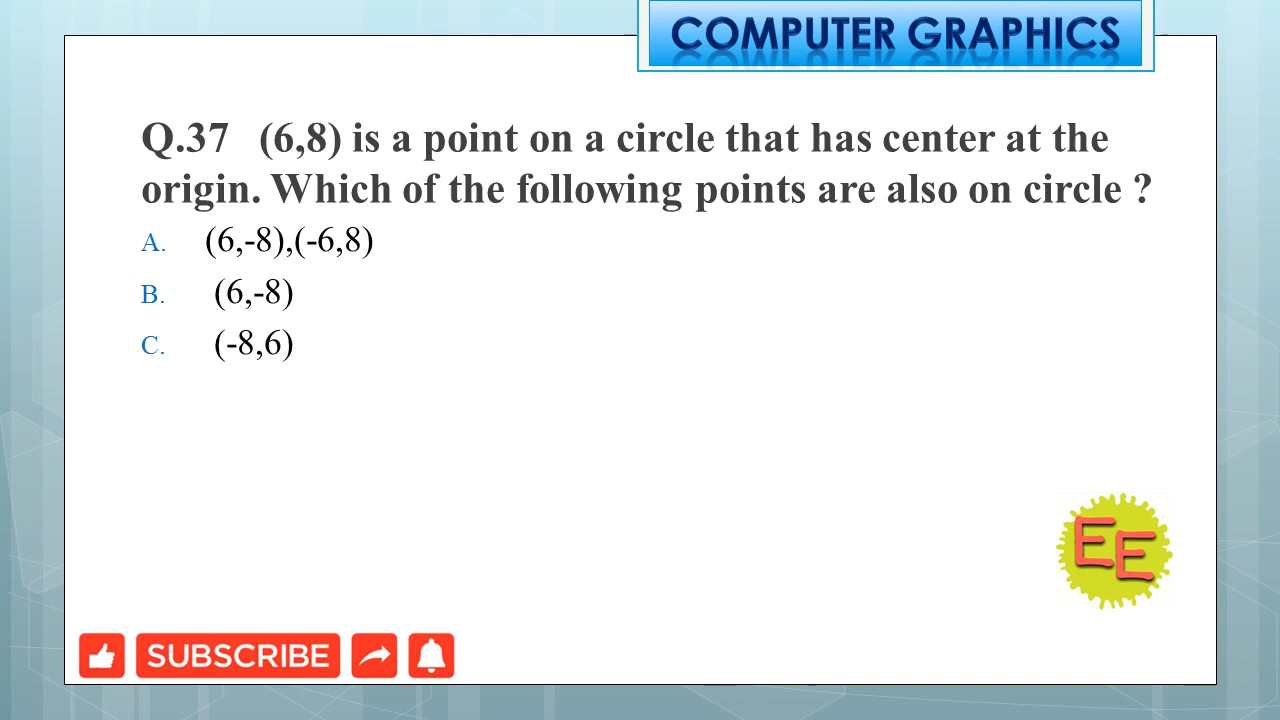 COMPUTER GRAPHICS
Q.37 (6,8) is a point on a circle that has center at the
origin. Which of the following points are also on circle ?
A. (6,-8),(-6,8)
B. (6,-8)
C. (-8,6)
EE
SUBSCRIBE